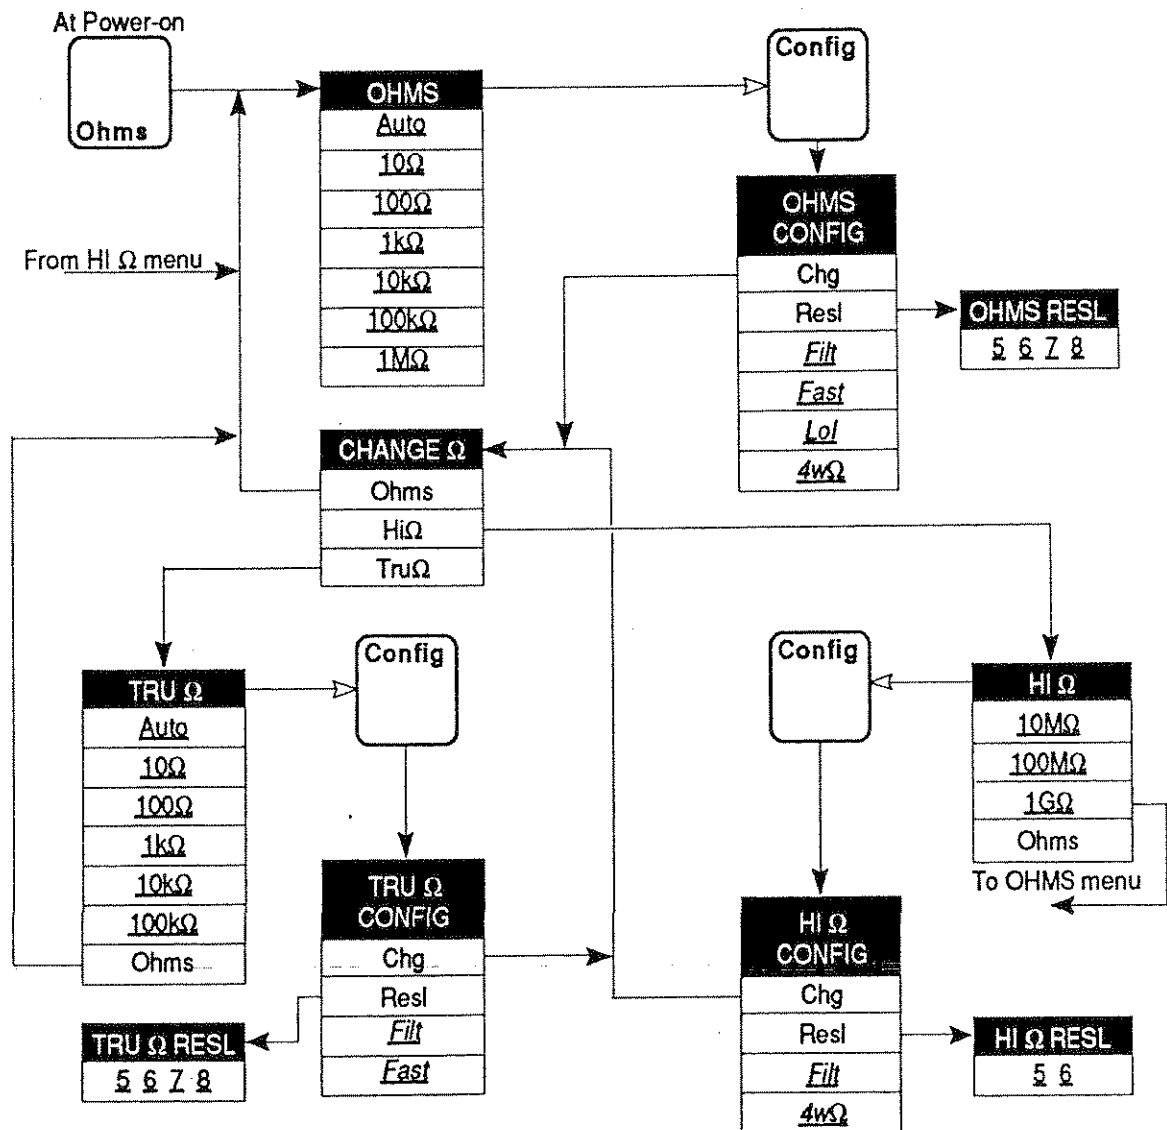 At Power-on
Ohms
OHMS
Auto
10Ω
100Ω
1kΩ
10kΩ
100kΩ
1MΩ
Config
OHMS
CONFIG
Chg
Resl
Filt
Fast
LoI
4wΩ
OHMS RESL
5 6 7 8
From HI Ω menu
CHANGE Ω
Ohms
HiΩ
TruΩ
TRU Ω
Auto
10Ω
100Ω
1kΩ
10kΩ
100kΩ
Ohms
Config
TRU Ω
CONFIG
Chg
Resl
Filt
Fast
TRU Ω RESL
5 6 7 8
Config
HI Ω
10MΩ
100MΩ
1GΩ
Ohms
To OHMS menu
HI Ω
CONFIG
Chg
Resl
Filt
4wΩ
HI Ω RESL
5 6